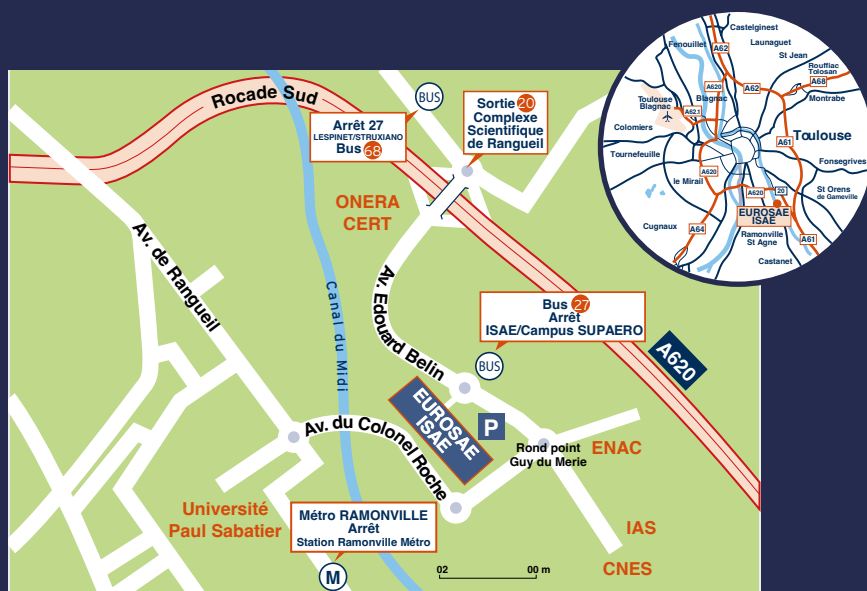 Rocade Sud
BUS
Arrêt 27
LESPINET/STRUXIANO
Bus 68
Sortie 20
Complexe
Scientifique
de Rangueil
ONERA
CERT
Av. de Rangueil
Canal du Midi
Av. Edouard Belin
Bus 27
Arrêt
ISAE/Campus SUPAERO
BUS
A620
EUROSAE
ISAE
P
Av. du Colonel Roche
Rond point
Guy du Merie
ENAC
Université
Paul Sabatier
Métro RAMONVILLE
Arrêt
Station Ramonville Métro
M
IAS
CNES
02 00 m
Castelginest
Fenouillet
A62
Launaguet
St Jean
Rouffiac
Tolosan
A68
A620
A62
Montrabe
Toulouse
Blagnac
A621
Blagnac
Colomiers
Toulouse
A61
Tournefeuille
Fonsegrives
A620
le Mirail
A620
20
St Orens
de Gameville
EUROSAE
ISAE
Cugnaux
A64
Ramonville
St Agne
A61
Castanet